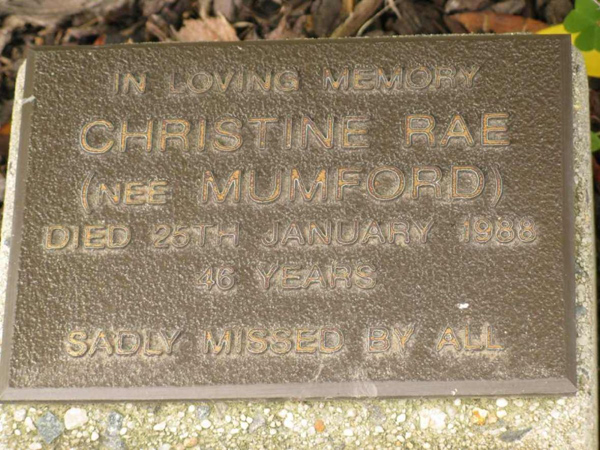 IN LOVING MEMORY
CHRISTINE RAE
(NEE MUMFORD)
DIED 25TH JANUARY 1988
46 YEARS
SADLY MISSED BY ALL